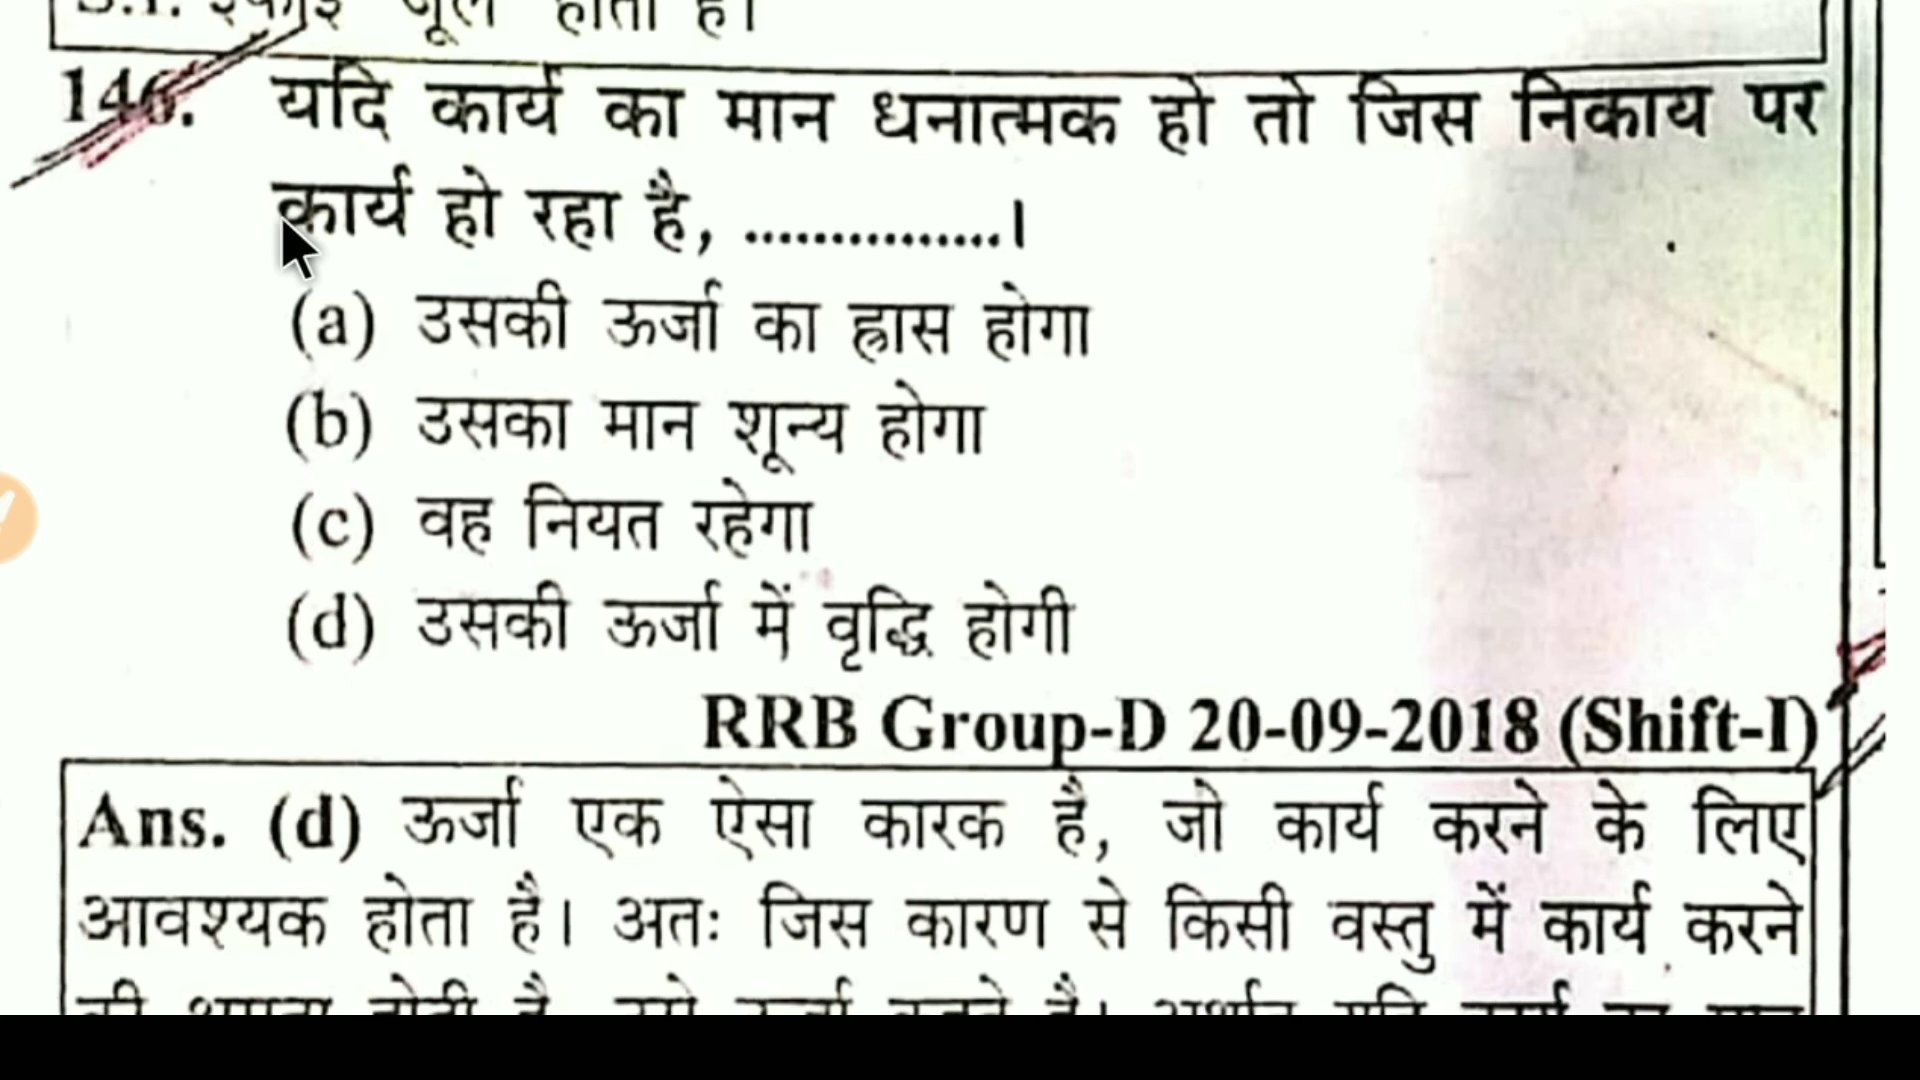 S.I. इकाई जूल होता है।
146. यदि कार्य का मान धनात्मक हो तो जिस निकाय पर
कार्य हो रहा है, ...............।
(a) उसकी ऊर्जा का ह्रास होगा
(b) उसका मान शून्य होगा
(c) वह नियत रहेगा
(d) उसकी ऊर्जा में वृद्धि होगी
RRB Group-D 20-09-2018 (Shift-I)
Ans. (d) ऊर्जा एक ऐसा कारक है, जो कार्य करने के लिए
आवश्यक होता है। अतः जिस कारण से किसी वस्तु में कार्य करने